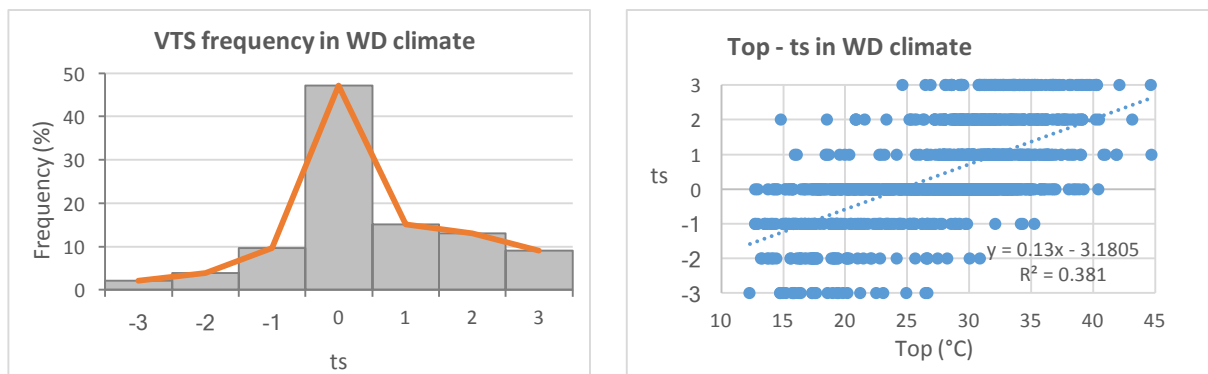 VTS frequency in WD climate
50
40
30
20
10
0
Frequency (%)
-3 -2 -1 0 1 2 3
ts
Top - ts in WD climate
3
2
1
0
-1
-2
-3
ts
y = 0.13x - 3.1805
R² = 0.381
10 15 20 25 30 35 40 45
Top (°C)